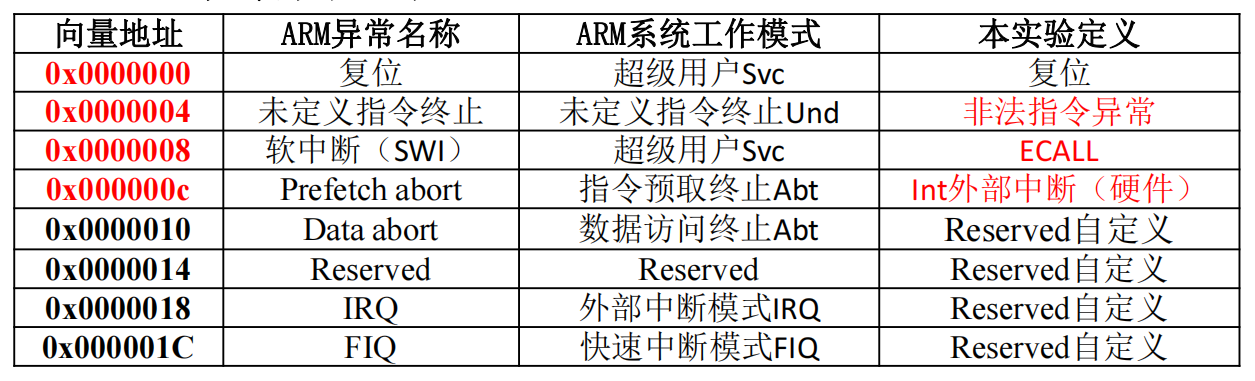 向量地址 ARM异常名称 ARM系统工作模式 本实验定义
0x0000000 复位 超级用户Svc 复位
0x0000004 未定义指令终止 未定义指令终止Und 非法指令异常
0x0000008 软中断（SWI） 超级用户Svc ECALL
0x000000c Prefetch abort 指令预取终止Abt Int外部中断（硬件）
0x0000010 Data abort 数据访问终止Abt Reserved自定义
0x0000014 Reserved Reserved Reserved自定义
0x0000018 IRQ 外部中断模式IRQ Reserved自定义
0x000001C FIQ 快速中断模式FIQ Reserved自定义